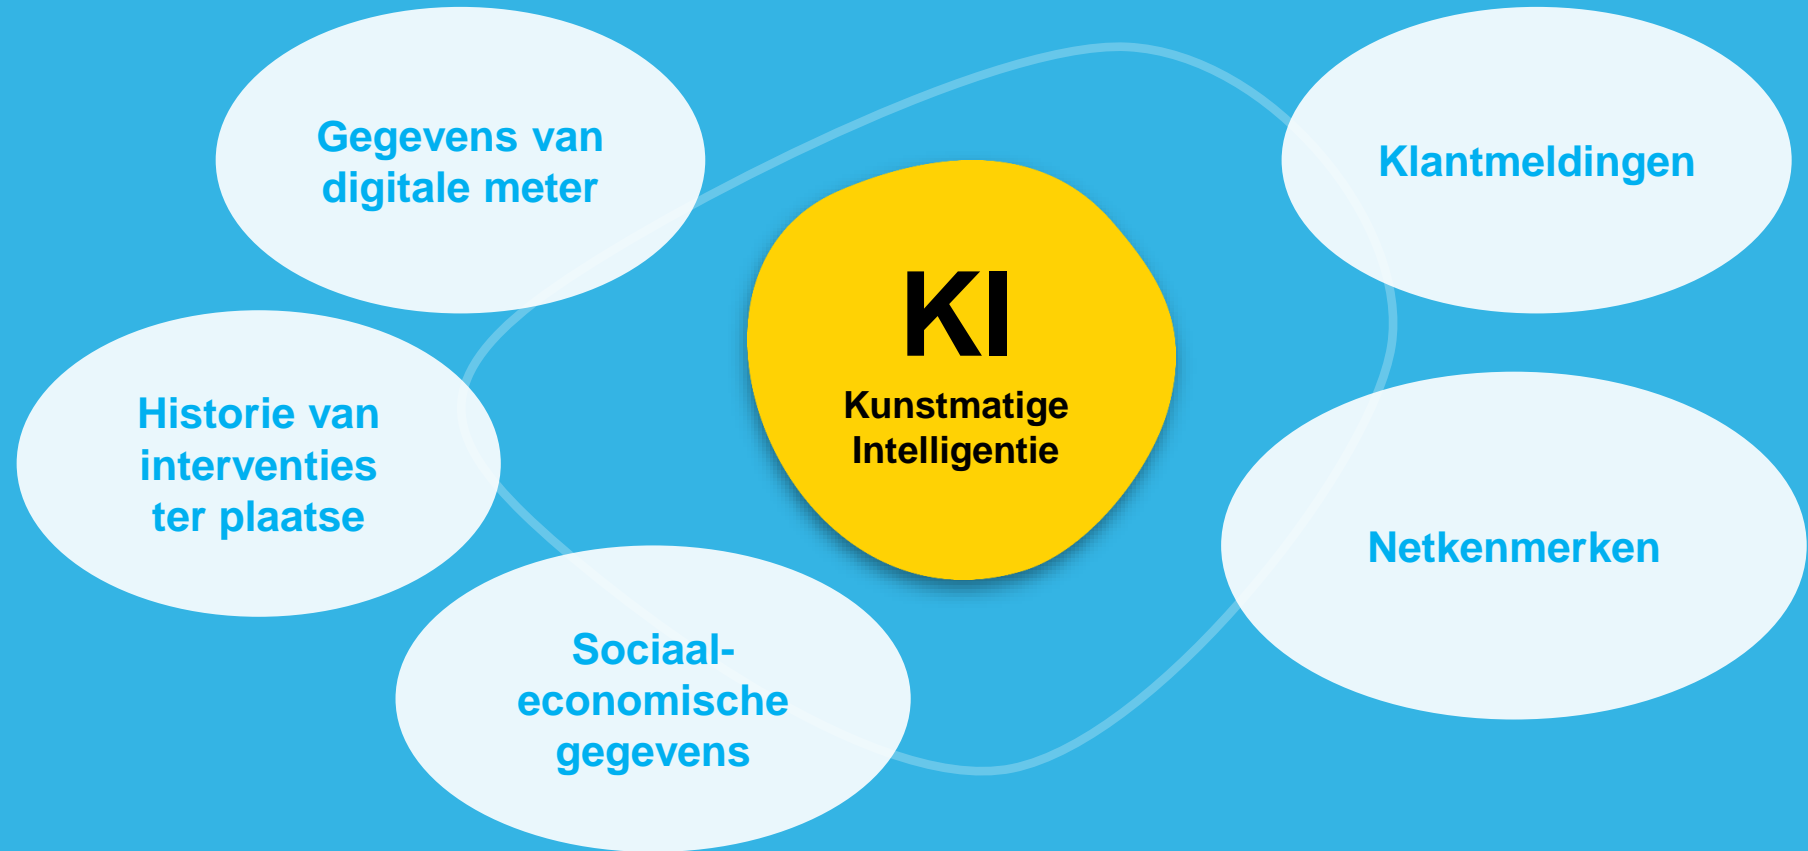 Gegevens van
digitale meter
Klantmeldingen
KI
Kunstmatige
Intelligentie
Historie van
interventies
ter plaatse
Netkenmerken
Sociaal-
economische
gegevens